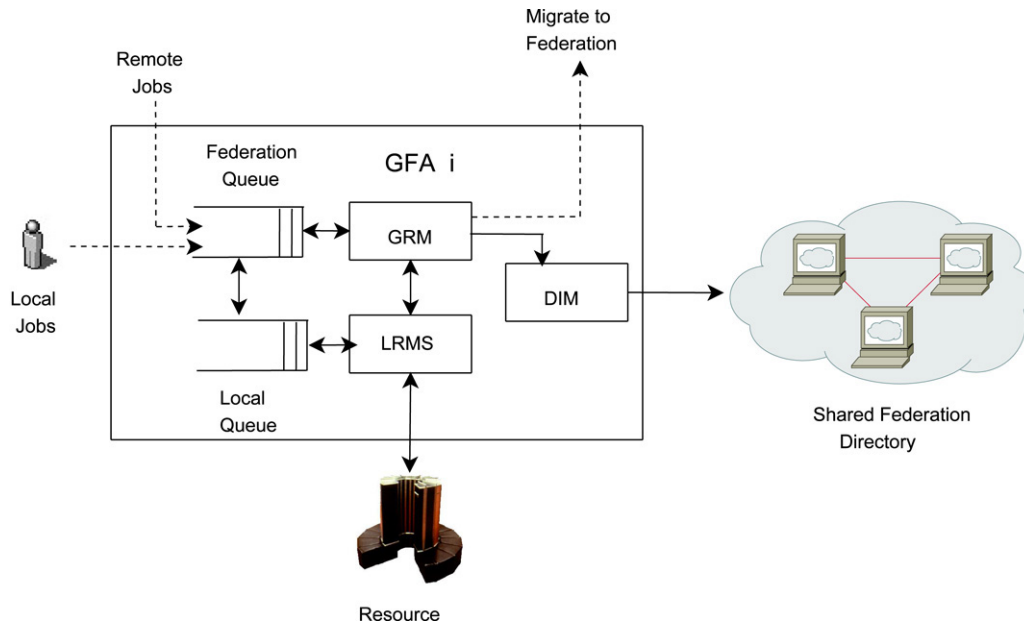 Migrate to
Federation
Remote
Jobs
Federation
Queue
GFA i
GRM
Local
Jobs
DIM
LRMS
Local
Queue
Shared Federation
Directory
Resource